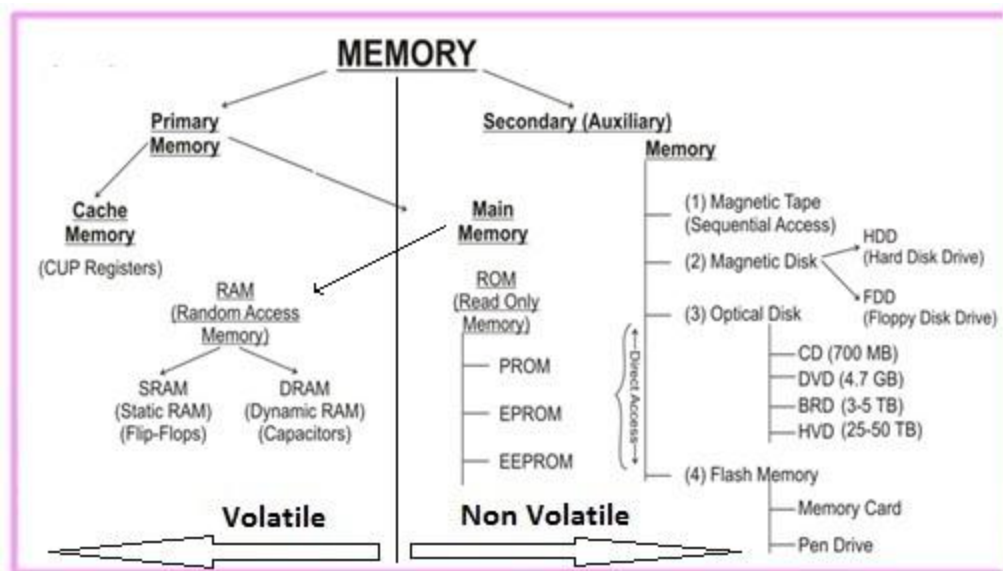 MEMORY
Primary
Memory
Secondary (Auxiliary)
Memory
Cache
Memory
(CUP Registers)
Main
Memory
RAM
(Random Access
Memory)
SRAM
(Static RAM)
(Flip-Flops)
DRAM
(Dynamic RAM)
(Capacitors)
ROM
(Read Only
Memory)
PROM
EPROM
EEPROM
Direct Access
(1) Magnetic Tape
(Sequential Access)
(2) Magnetic Disk
HDD
(Hard Disk Drive)
FDD
(Floppy Disk Drive)
(3) Optical Disk
CD (700 MB)
DVD (4.7 GB)
BRD (3-5 TB)
HVD (25-50 TB)
(4) Flash Memory
Memory Card
Pen Drive
Volatile
Non Volatile